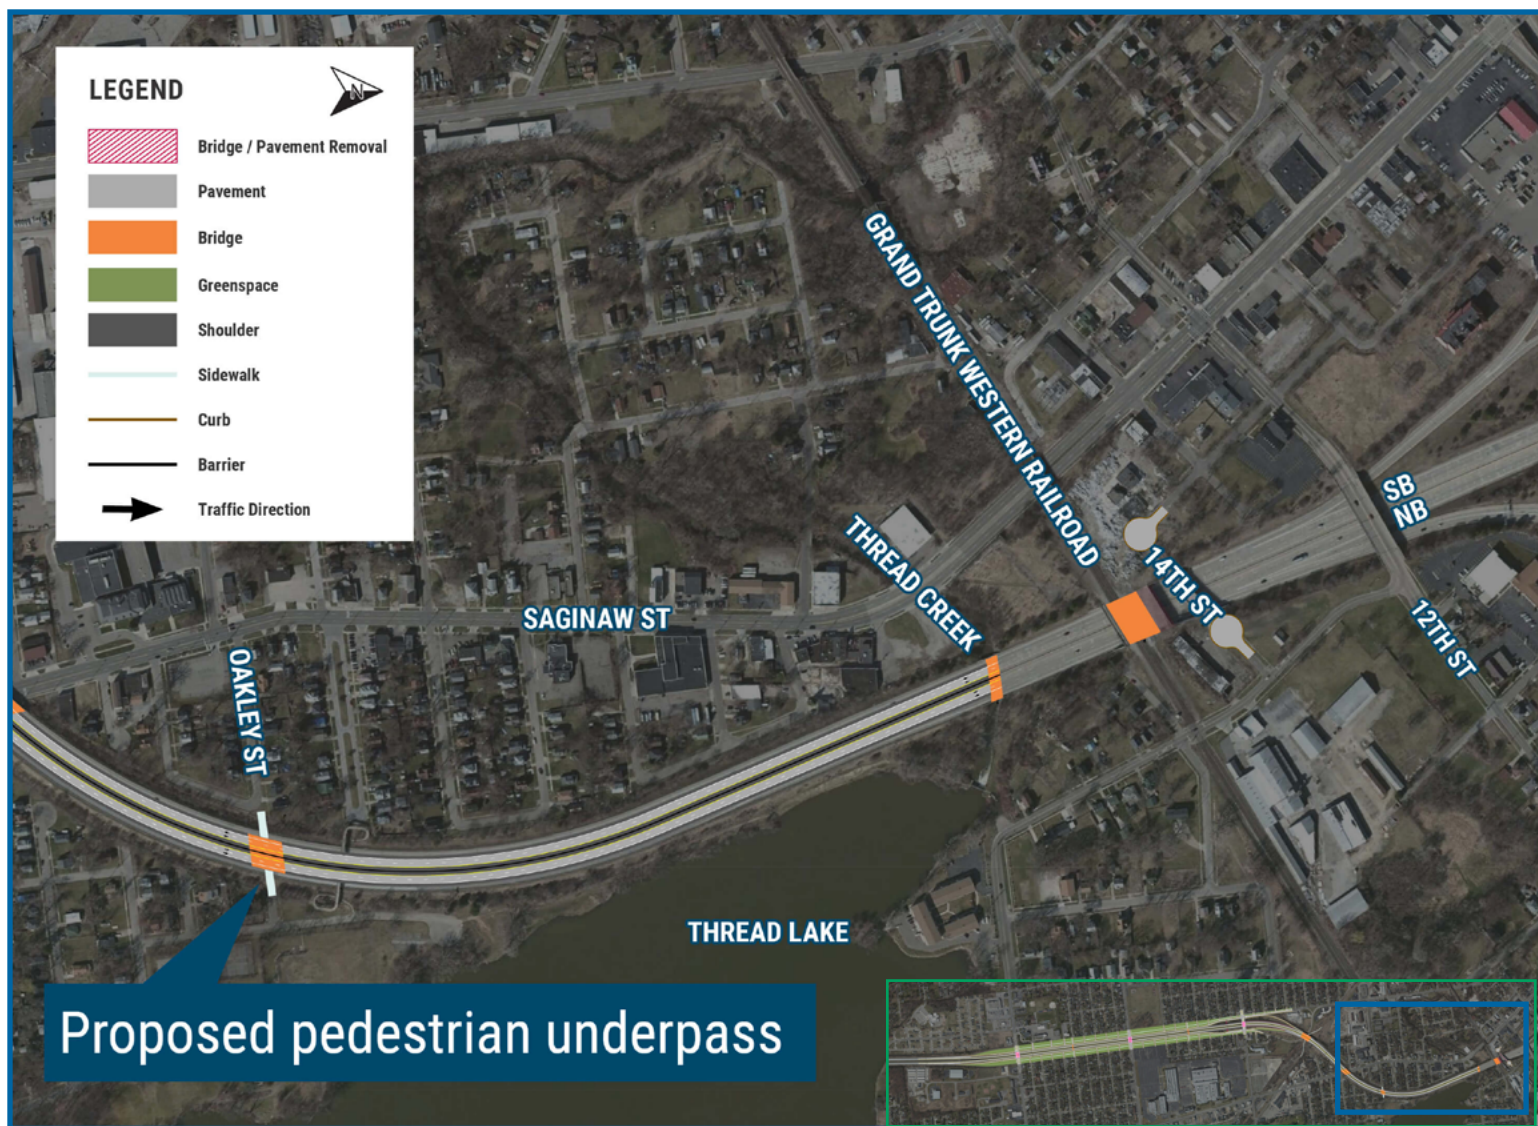 LEGEND
N
Bridge / Pavement Removal
Pavement
Bridge
Greenspace
Shoulder
Sidewalk
Curb
Barrier
Traffic Direction
GRAND TRUNK WESTERN RAILROAD
SB
NB
THREAD CREEK
14TH ST
12TH ST
SAGINAW ST
OAKLEY ST
THREAD LAKE
Proposed pedestrian underpass